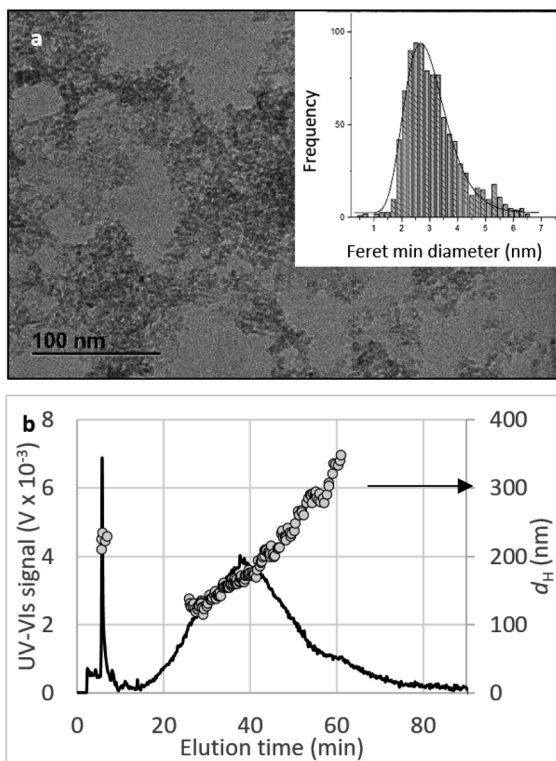 a
100
50
0
Frequency
1 2 3 4 5 6 7
Feret min diameter (nm)
100 nm
b
8
6
4
2
0
UV-VIs signal (V x 10⁻³)
400
300
200
100
0
d_H (nm)
0 20 40 60 80
Elution time (min)